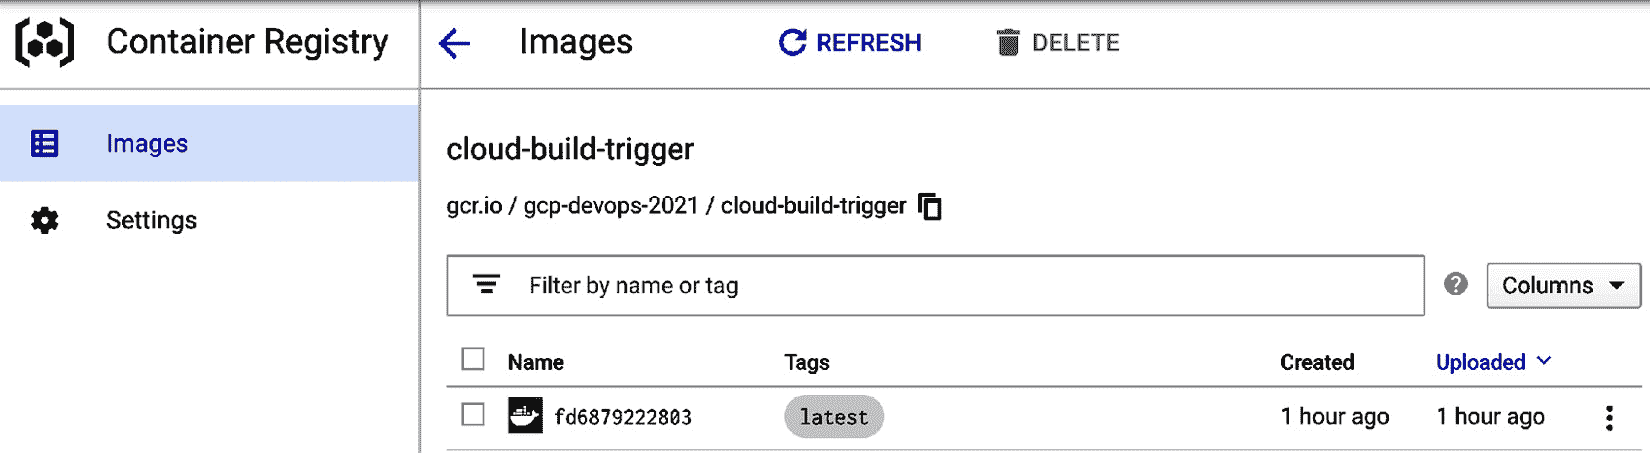 Container Registry
Images
REFRESH
DELETE
Images
Settings
cloud-build-trigger
gcr.io / gcp-devops-2021 / cloud-build-trigger
Filter by name or tag
?
Columns
Name Tags Created Uploaded
fd6879222803 latest 1 hour ago 1 hour ago